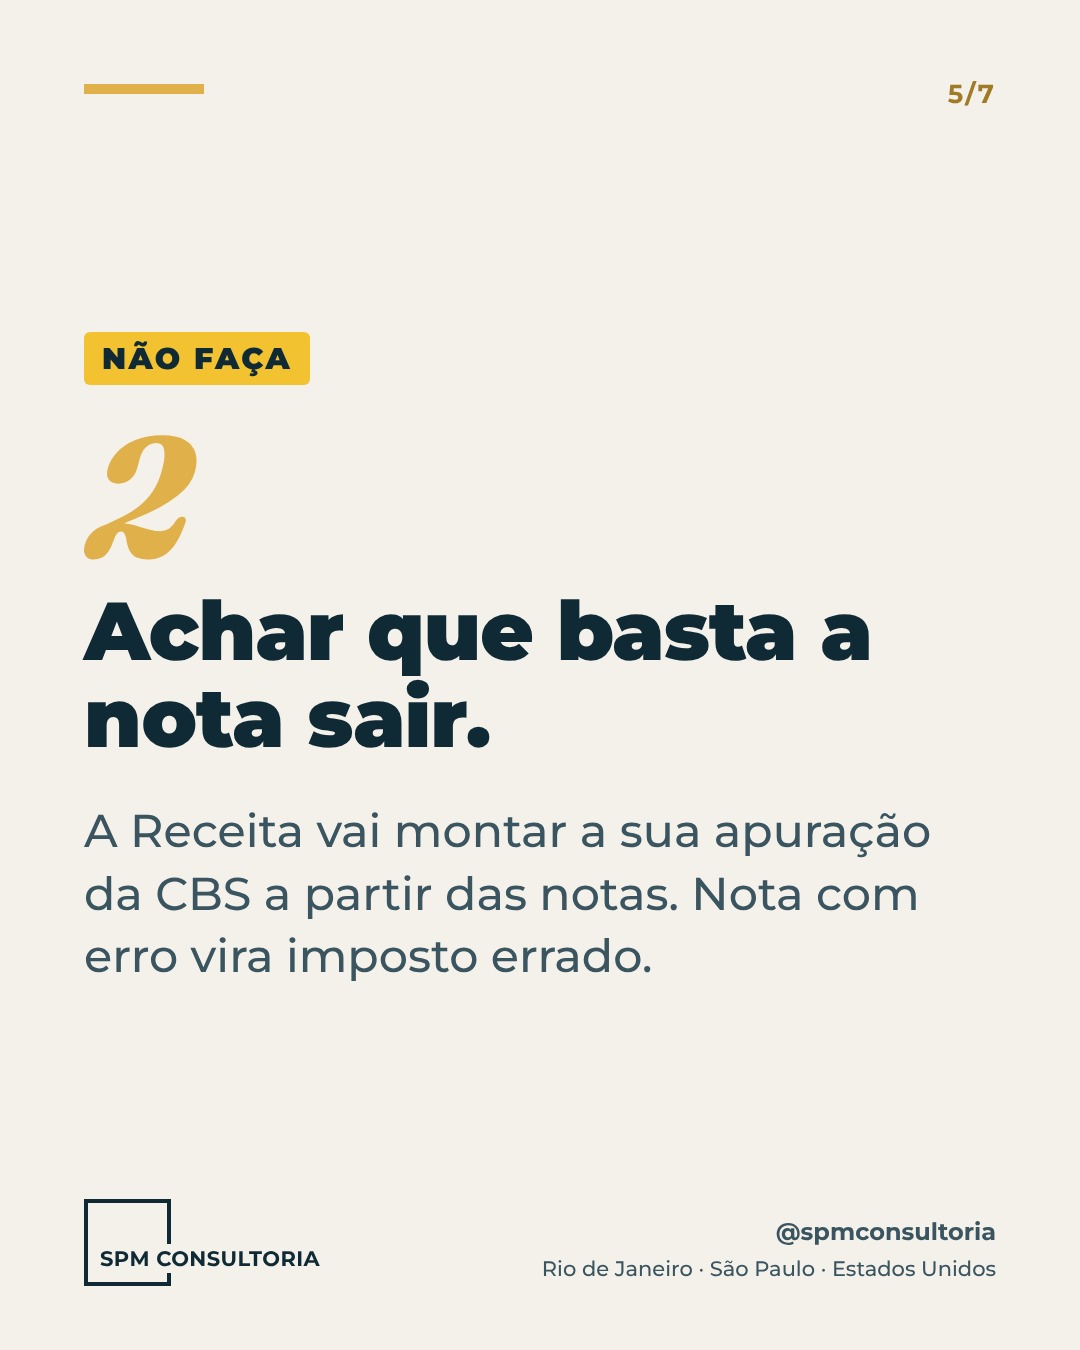 5/7
NÃO FAÇA
2
Achar que basta a
nota sair.
A Receita vai montar a sua apuração
da CBS a partir das notas. Nota com
erro vira imposto errado.
SPM CONSULTORIA
@spmconsultoria
Rio de Janeiro · São Paulo · Estados Unidos